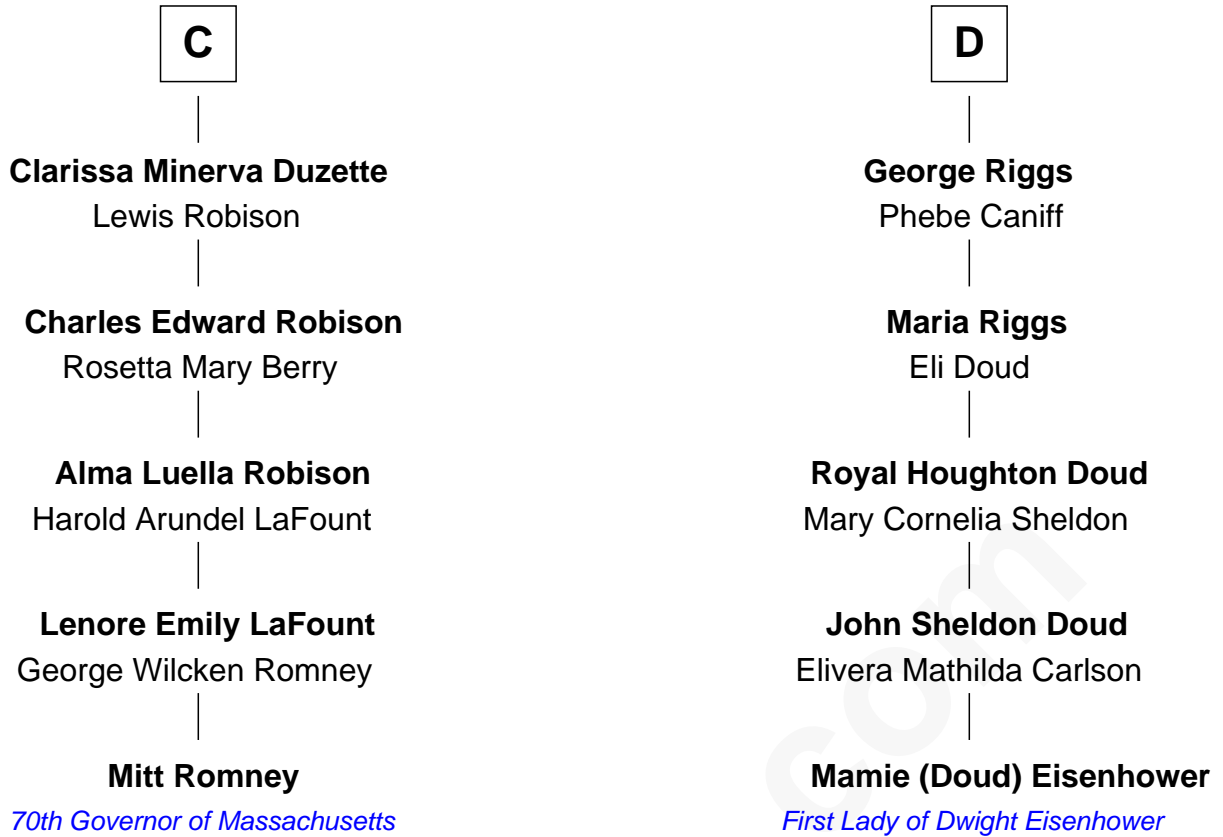 C
Clarissa Minerva Duzette
Lewis Robison
Charles Edward Robison
Rosetta Mary Berry
Alma Luella Robison
Harold Arundel LaFount
Lenore Emily LaFount
George Wilcken Romney
Mitt Romney
70th Governor of Massachusetts
D
George Riggs
Phebe Caniff
Maria Riggs
Eli Doud
Royal Houghton Doud
Mary Cornelia Sheldon
John Sheldon Doud
Elivera Mathilda Carlson
Mamie (Doud) Eisenhower
First Lady of Dwight Eisenhower
com